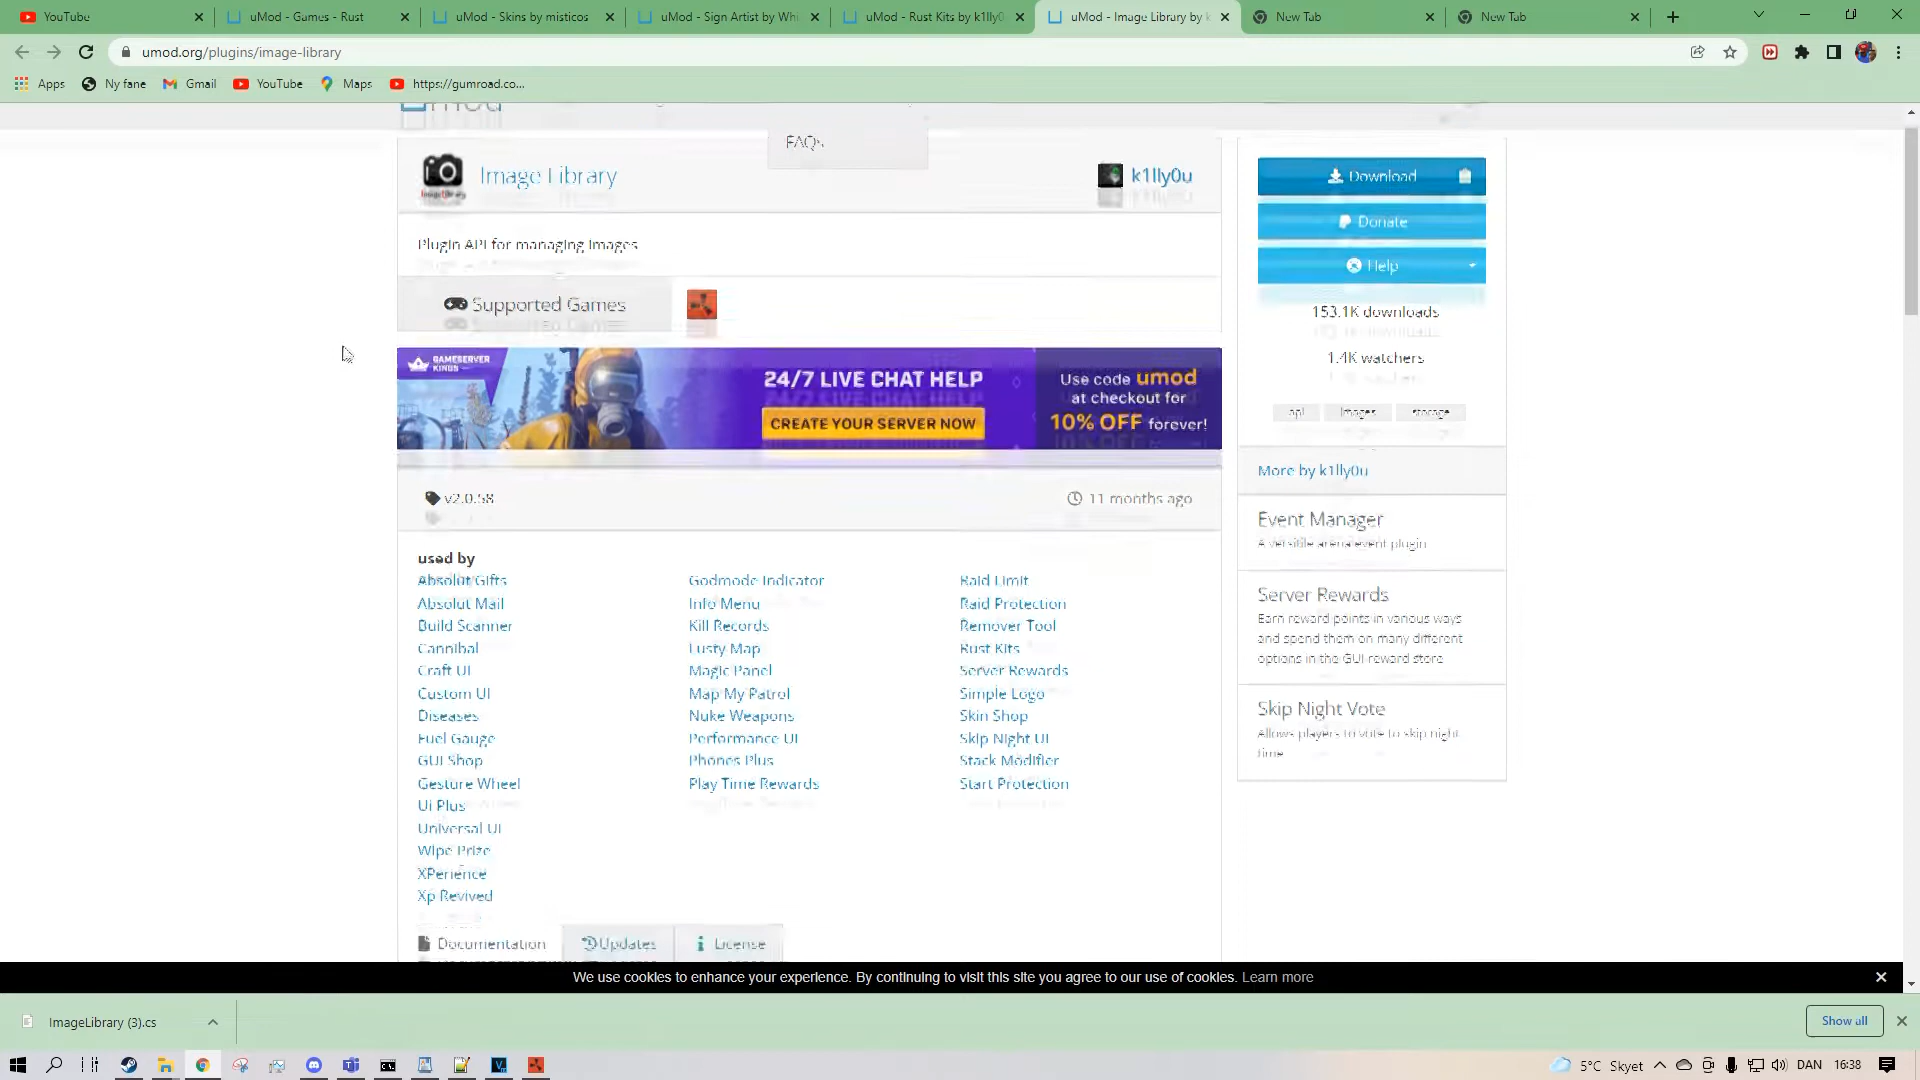 YouTube
uMod - Games - Rust
uMod - Skins by misticos
uMod - Sign Artist by Whi
uMod - Rust Kits by k1lly0
uMod - Image Library by k
New Tab
New Tab
umod.org/plugins/image-library
Apps
Ny fane
Gmail
YouTube
Maps
https://gumroad.co...
FAQs
Image Library
k1lly0u
Plugin API for managing images
Supported Games
GAMESERVER KINGS
24/7 LIVE CHAT HELP
CREATE YOUR SERVER NOW
Use code umod
at checkout for
10% OFF forever!
v2.0.58
11 months ago
used by
Absolut Gifts
Absolut Mail
Build Scanner
Cannibal
Craft UI
Custom UI
Diseases
Fuel Gauge
GUI Shop
Gesture Wheel
Ui Plus
Universal UI
Wipe Prize
XPerience
Xp Revived
Godmode Indicator
Info Menu
Kill Records
Lusty Map
Magic Panel
Map My Patrol
Nuke Weapons
Performance UI
Phones Plus
Play Time Rewards
Raid Limit
Raid Protection
Remover Tool
Rust Kits
Server Rewards
Simple Logo
Skin Shop
Skip Night UI
Stack Modifier
Start Protection
Documentation
Updates
License
Download
Donate
Help
153.1K downloads
1.4K watchers
api
images
storage
More by k1lly0u
Event Manager
A versitile arena event plugin
Server Rewards
Earn reward points in various ways
and spend them on many different
options in the GUI reward store
Skip Night Vote
Allows players to vote to skip night
time
We use cookies to enhance your experience. By continuing to visit this site you agree to our use of cookies. Learn more
ImageLibrary (3).cs
Show all
5°C Skyet
DAN
16:38